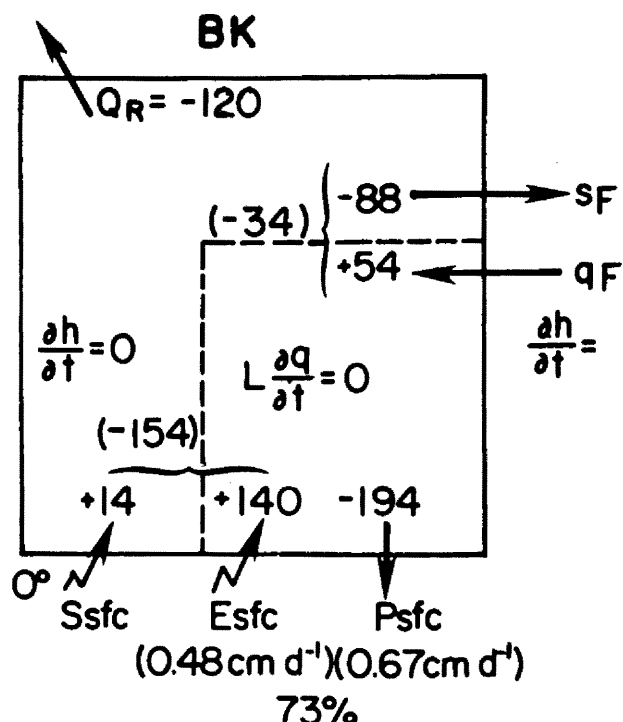 BK
QR = -120
-88 sF
(-34)
+54 qF
∂h/∂t = 0
L ∂q/∂t = 0
∂h/∂t =
(-154)
+14 +140 -194
0°
Ssfc Esfc Psfc
(0.48 cm d⁻¹)(0.67 cm d⁻¹)
73%